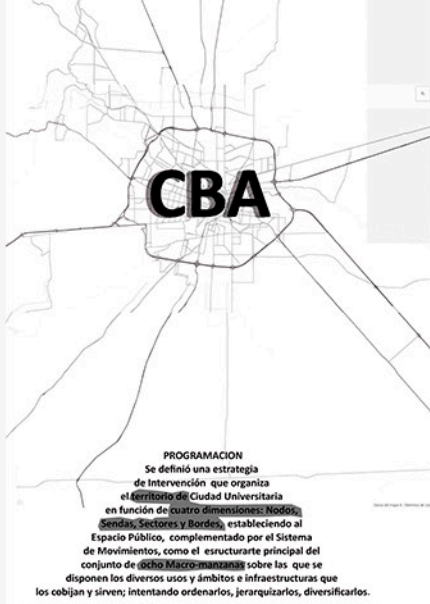 CBA
PROGRAMACION
Se definió una estrategia
de Intervención que organiza
el territorio de Ciudad Universitaria
en función de cuatro dimensiones: Nodos,
Sendas, Sectores y Bordes, estableciendo al
Espacio Público, complementado por el Sistema
de Movimientos, como el esructurarte principal del
conjunto de ocho Macro-manzanas sobre las que se
disponen los diversos usos y ámbitos e infraestructuras que
los cobijan y sirven; intentando ordenarlos, jerarquizarlos, diversificarlos.